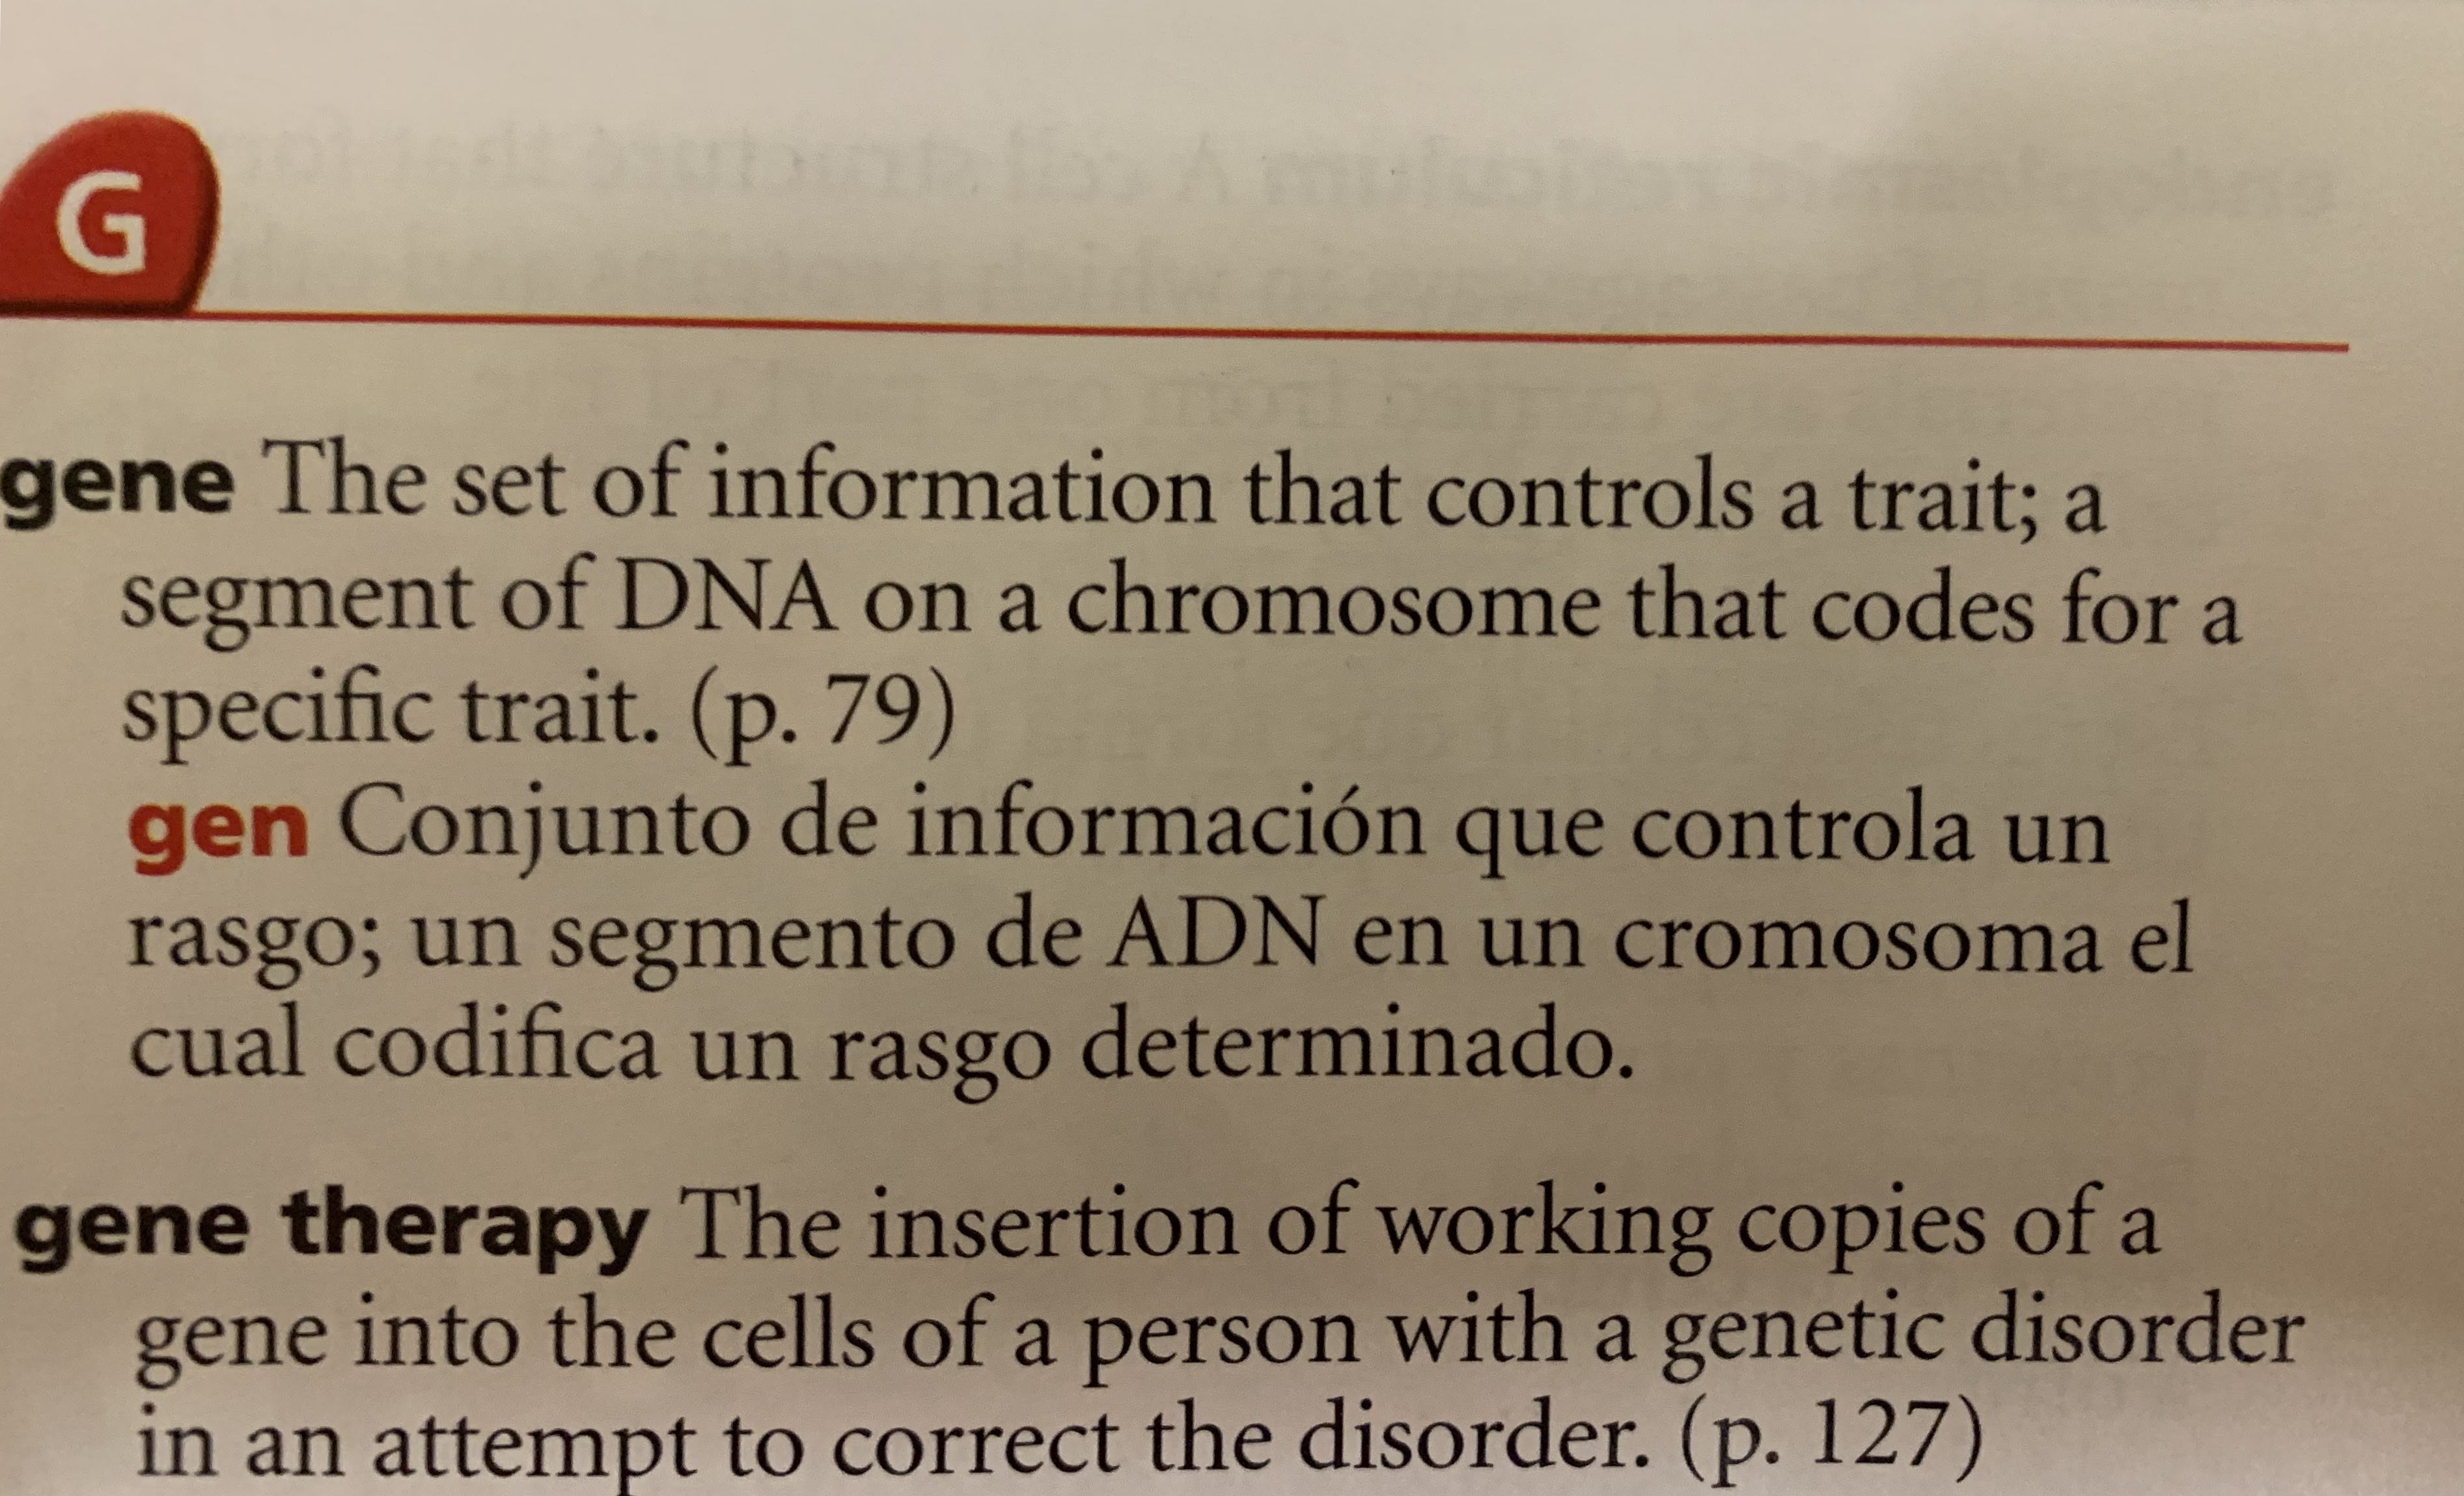 G
gene The set of information that controls a trait; a
segment of DNA on a chromosome that codes for a
specific trait. (p. 79)
gen Conjunto de información que controla un
rasgo; un segmento de ADN en un cromosoma el
cual codifica un rasgo determinado.
gene therapy The insertion of working copies of a
gene into the cells of a person with a genetic disorder
in an attempt to correct the disorder. (p. 127)